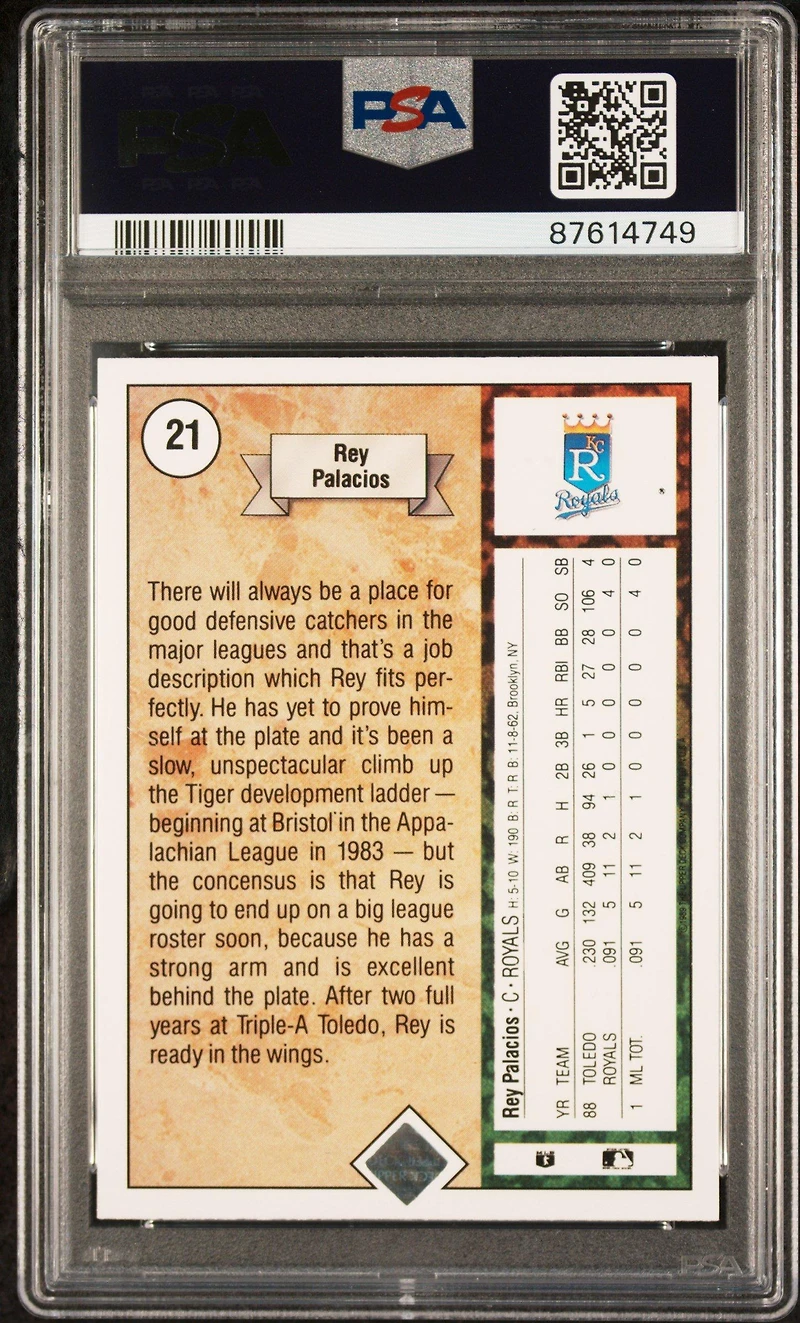 PSA
87614749
21
Rey
Palacios
There will always be a place for
good defensive catchers in the
major leagues and that's a job
description which Rey fits per-
fectly. He has yet to prove him-
self at the plate and it's been a
slow, unspectacular climb up
the Tiger development ladder —
beginning at Bristol in the Appa-
lachian League in 1983 — but
the concensus is that Rey is
going to end up on a big league
roster soon, because he has a
strong arm and is excellent
behind the plate. After two full
years at Triple-A Toledo, Rey is
ready in the wings.
KC
R
Royals
Rey Palacios · C · ROYALS H: 5-10 W: 190 B: R T: R B: 11-8-62, Brooklyn, NY
YR TEAM AVG G AB R H 2B 3B HR RBI BB SO SB
88 TOLEDO .230 132 409 38 94 26 1 5 27 28 106 4
ROYALS .091 5 11 2 1 0 0 0 0 0 4 0
1 ML TOT. .091 5 11 2 1 0 0 0 0 0 4 0
PSA